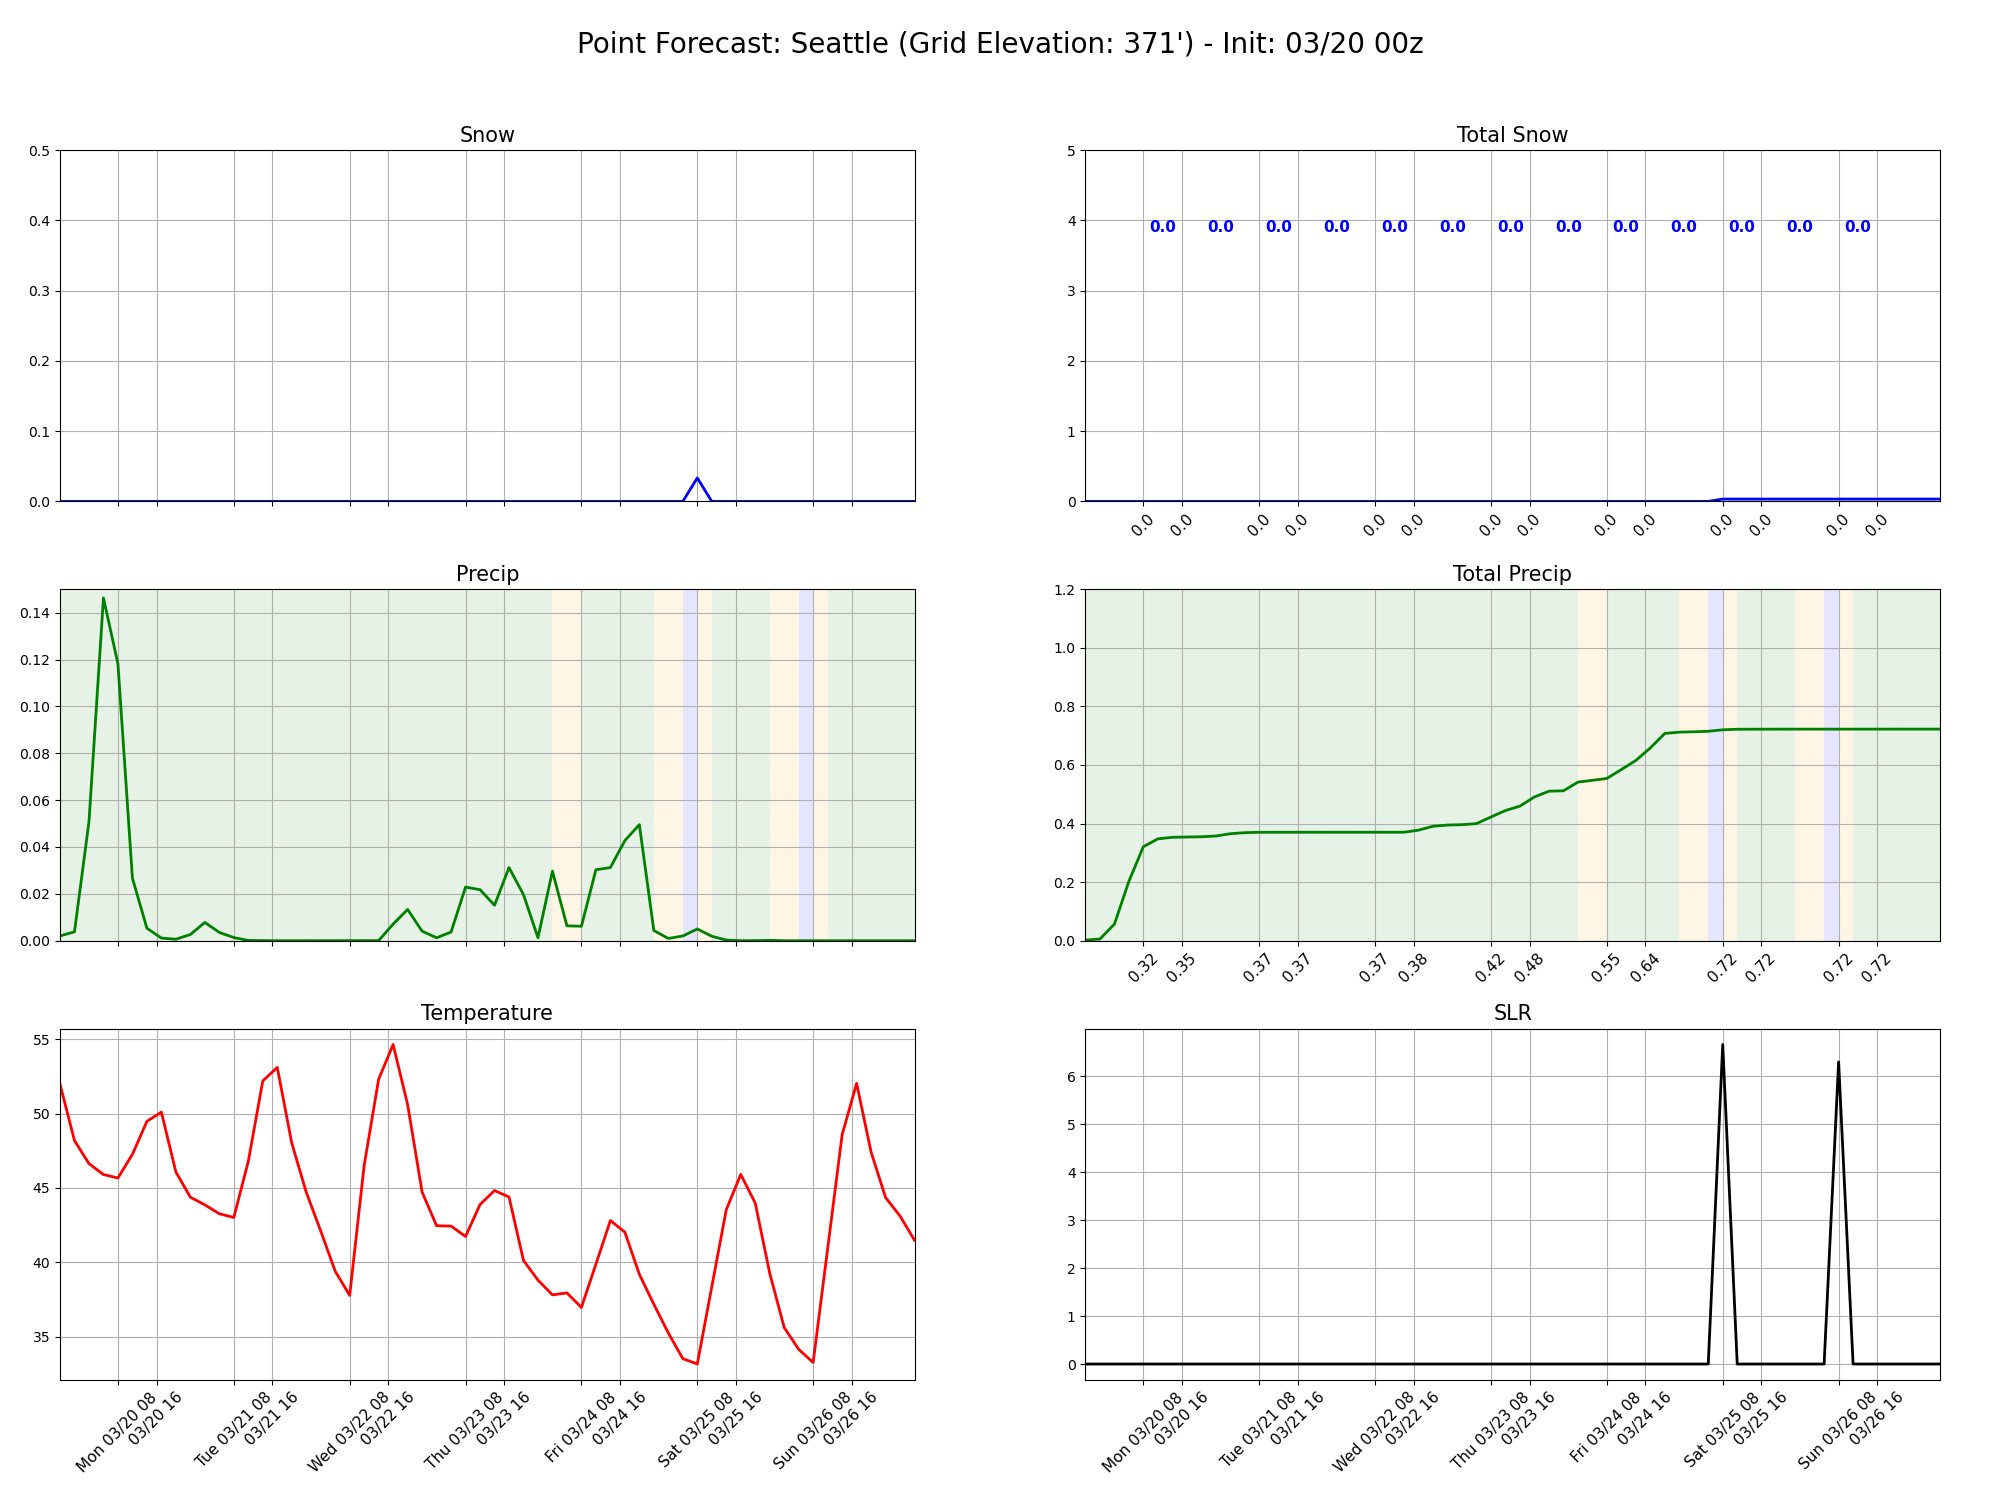 Point Forecast: Seattle (Grid Elevation: 371') - Init: 03/20 00z
Snow
0.5
0.4
0.3
0.2
0.1
0.0
Total Snow
5
4
3
2
1
0
0.0 0.0 0.0 0.0 0.0 0.0 0.0 0.0 0.0 0.0 0.0 0.0 0.0
0.0 0.0 0.0 0.0 0.0 0.0 0.0 0.0 0.0 0.0 0.0 0.0 0.0 0.0
Precip
0.14
0.12
0.10
0.08
0.06
0.04
0.02
0.00
Total Precip
1.2
1.0
0.8
0.6
0.4
0.2
0.0
0.32 0.35 0.37 0.37 0.37 0.38 0.42 0.48 0.55 0.64 0.72 0.72 0.72 0.72
Temperature
55
50
45
40
35
Mon 03/20 08
03/20 16
Tue 03/21 08
03/21 16
Wed 03/22 08
03/22 16
Thu 03/23 08
03/23 16
Fri 03/24 08
03/24 16
Sat 03/25 08
03/25 16
Sun 03/26 08
03/26 16
SLR
6
5
4
3
2
1
0
Mon 03/20 08
03/20 16
Tue 03/21 08
03/21 16
Wed 03/22 08
03/22 16
Thu 03/23 08
03/23 16
Fri 03/24 08
03/24 16
Sat 03/25 08
03/25 16
Sun 03/26 08
03/26 16